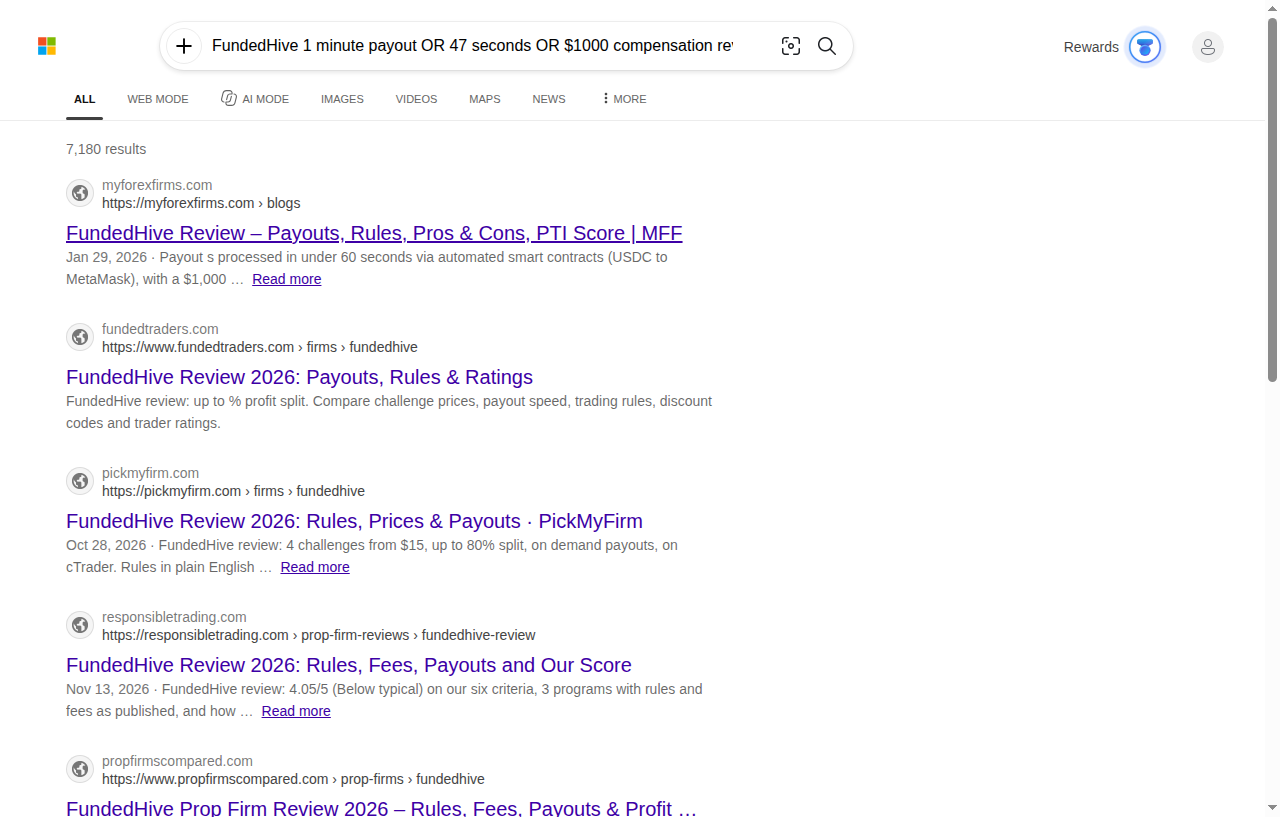 FundedHive 1 minute payout OR 47 seconds OR $1000 compensation
Rewards
ALL
WEB MODE
AI MODE
IMAGES
VIDEOS
MAPS
NEWS
MORE
7,180 results
myforexfirms.com
https://myforexfirms.com › blogs
FundedHive Review – Payouts, Rules, Pros & Cons, PTI Score | MFF
Jan 29, 2026 · Payout s processed in under 60 seconds via automated smart contracts (USDC to
MetaMask), with a $1,000 … Read more
fundedtraders.com
https://www.fundedtraders.com › firms › fundedhive
FundedHive Review 2026: Payouts, Rules & Ratings
FundedHive review: up to % profit split. Compare challenge prices, payout speed, trading rules, discount
codes and trader ratings.
pickmyfirm.com
https://pickmyfirm.com › firms › fundedhive
FundedHive Review 2026: Rules, Prices & Payouts · PickMyFirm
Oct 28, 2026 · FundedHive review: 4 challenges from $15, up to 80% split, on demand payouts, on
cTrader. Rules in plain English … Read more
responsibletrading.com
https://responsibletrading.com › prop-firm-reviews › fundedhive-review
FundedHive Review 2026: Rules, Fees, Payouts and Our Score
Nov 13, 2026 · FundedHive review: 4.05/5 (Below typical) on our six criteria, 3 programs with rules and
fees as published, and how … Read more
propfirmscompared.com
https://www.propfirmscompared.com › prop-firms › fundedhive
FundedHive Prop Firm Review 2026 – Rules, Fees, Payouts & Profit …